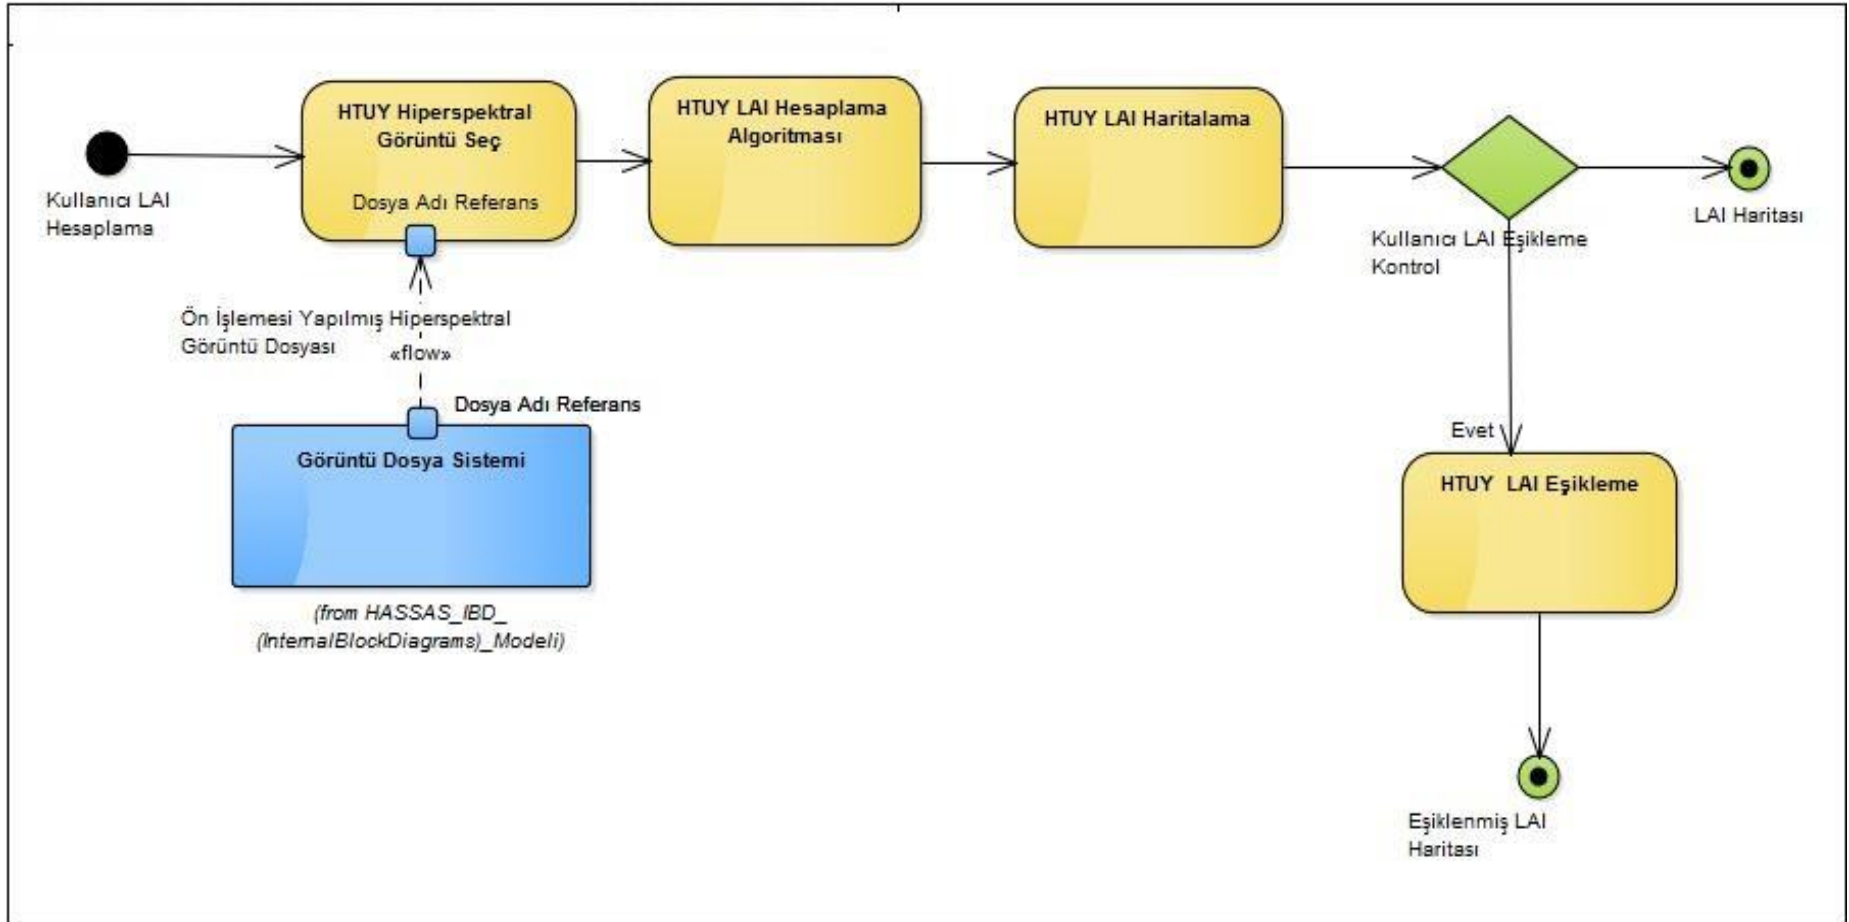 HTUY Hiperspektral
Görüntü Seç
Dosya Adı Referans
HTUY LAI Hesaplama
Algoritması
HTUY LAI Haritalama
Kullanıcı LAI
Hesaplama
Kullanıcı LAI Eşikleme
Kontrol
LAI Haritası
Ön İşlemesi Yapılmış Hiperspektral
Görüntü Dosyası
«flow»
Dosya Adı Referans
Görüntü Dosya Sistemi
(from HASSAS_IBD_
(InternalBlockDiagrams)_Modeli)
Evet
HTUY LAI Eşikleme
Eşiklenmiş LAI
Haritası